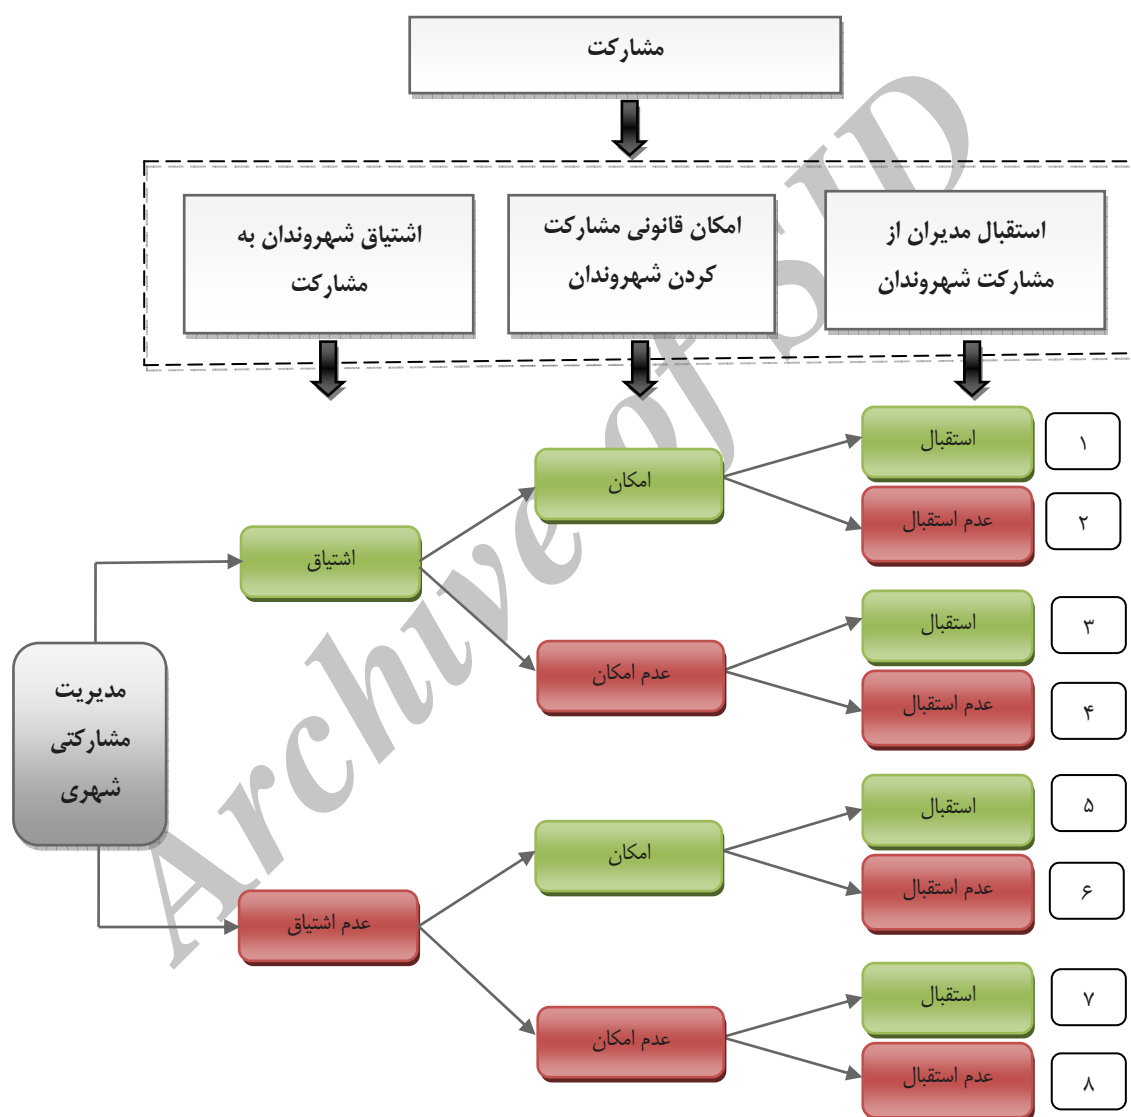 مشارکت
استقبال مدیران از
مشارکت شهروندان
امکان قانونی مشارکت
کردن شهروندان
اشتیاق شهروندان به
مشارکت
استقبال
۱
امکان
عدم استقبال
۲
اشتیاق
استقبال
۳
عدم امکان
عدم استقبال
۴
مدیریت
مشارکتی
شهری
استقبال
۵
امکان
عدم استقبال
۶
عدم اشتیاق
استقبال
۷
عدم امکان
عدم استقبال
۸
Archive of SID